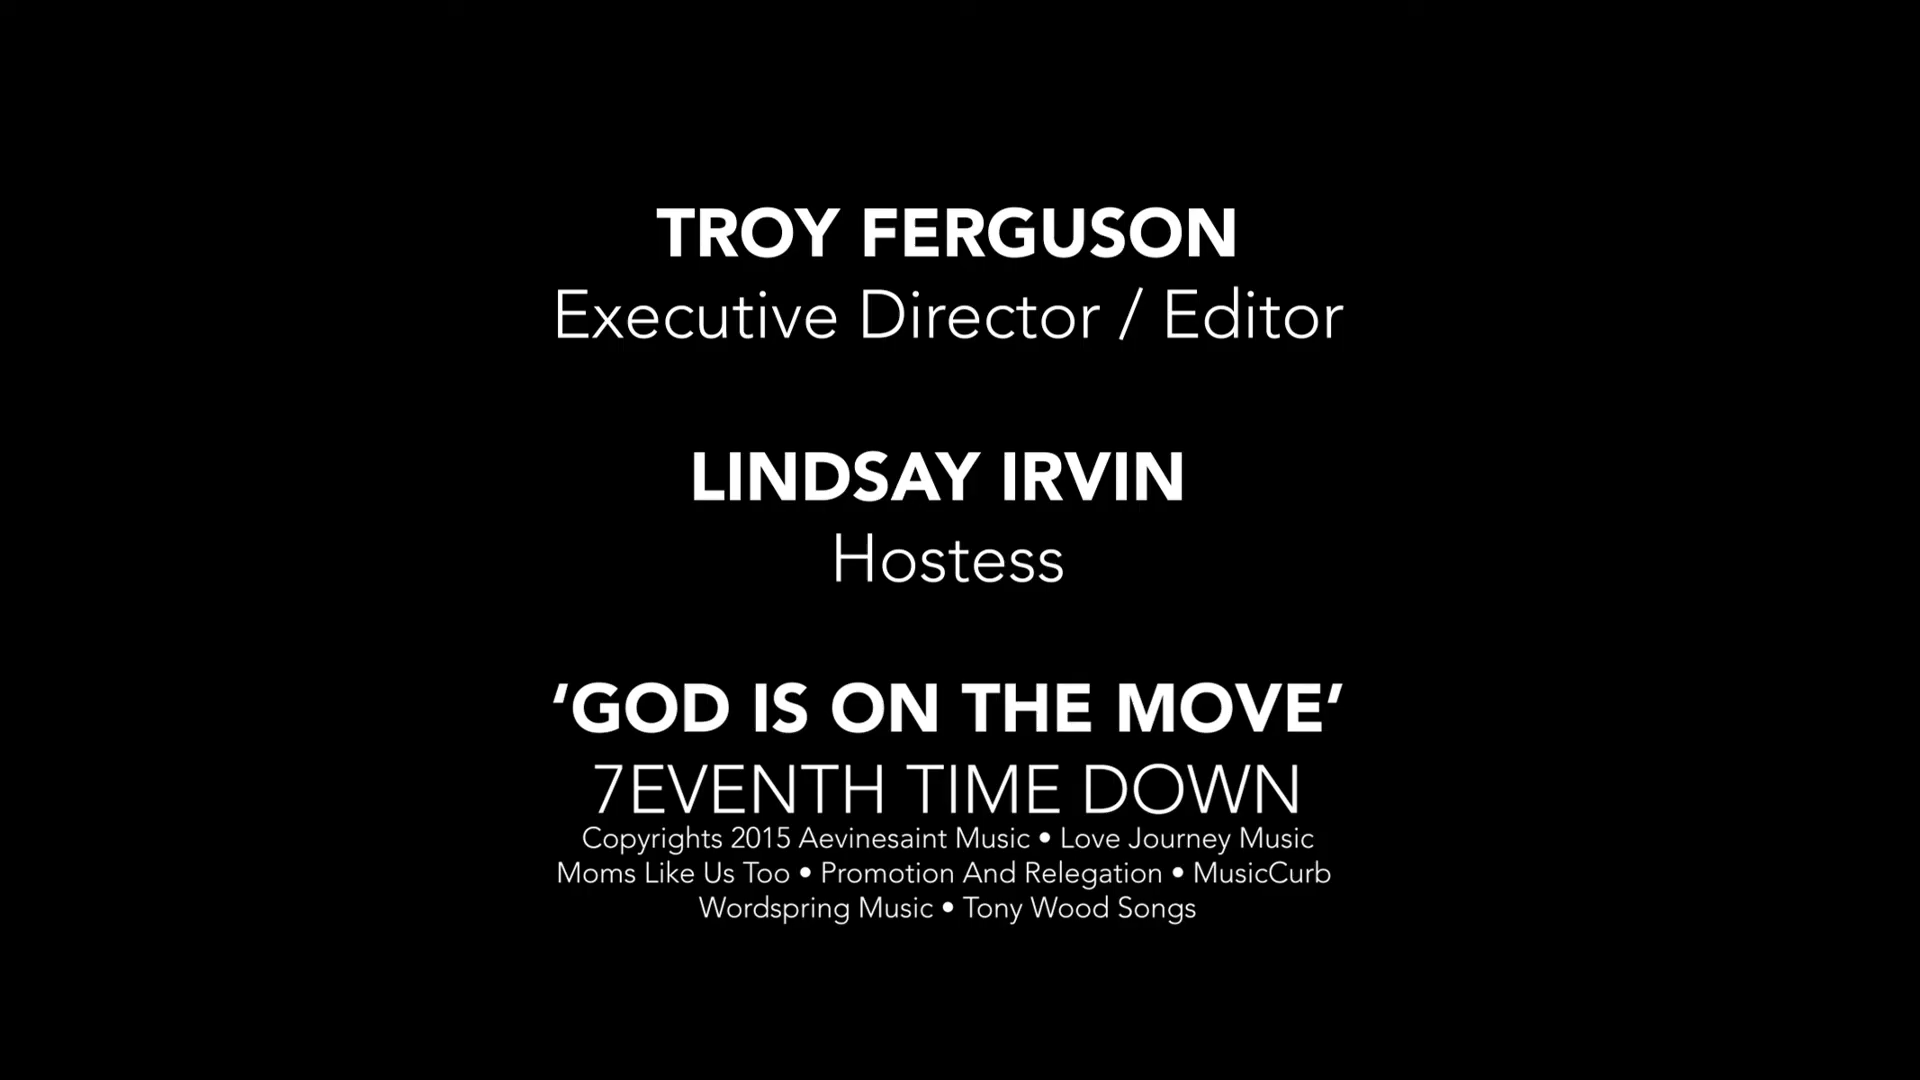 TROY FERGUSON
Executive Director / Editor
LINDSAY IRVIN
Hostess
‘GOD IS ON THE MOVE’
7EVENTH TIME DOWN
Copyrights 2015 Aevinesaint Music • Love Journey Music
Moms Like Us Too • Promotion And Relegation • MusicCurb
Wordspring Music • Tony Wood Songs